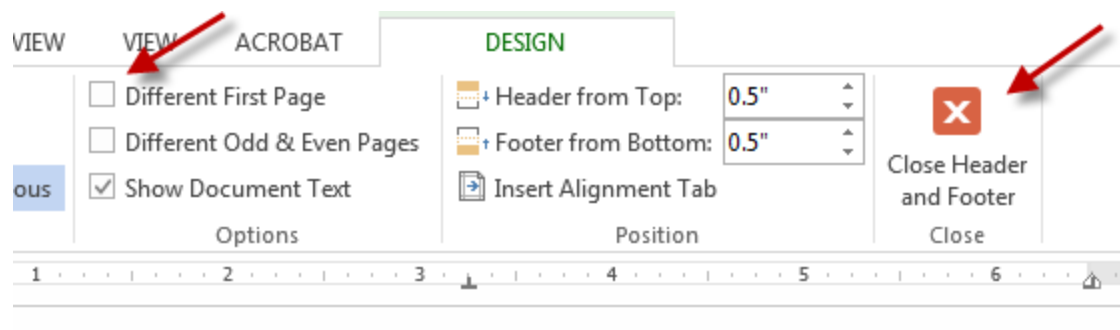 VIEW VIEW ACROBAT DESIGN
Different First Page
Different Odd & Even Pages
ous Show Document Text
Options
Header from Top: 0.5"
Footer from Bottom: 0.5"
Insert Alignment Tab
Position
Close Header
and Footer
Close
1 2 3 4 5 6